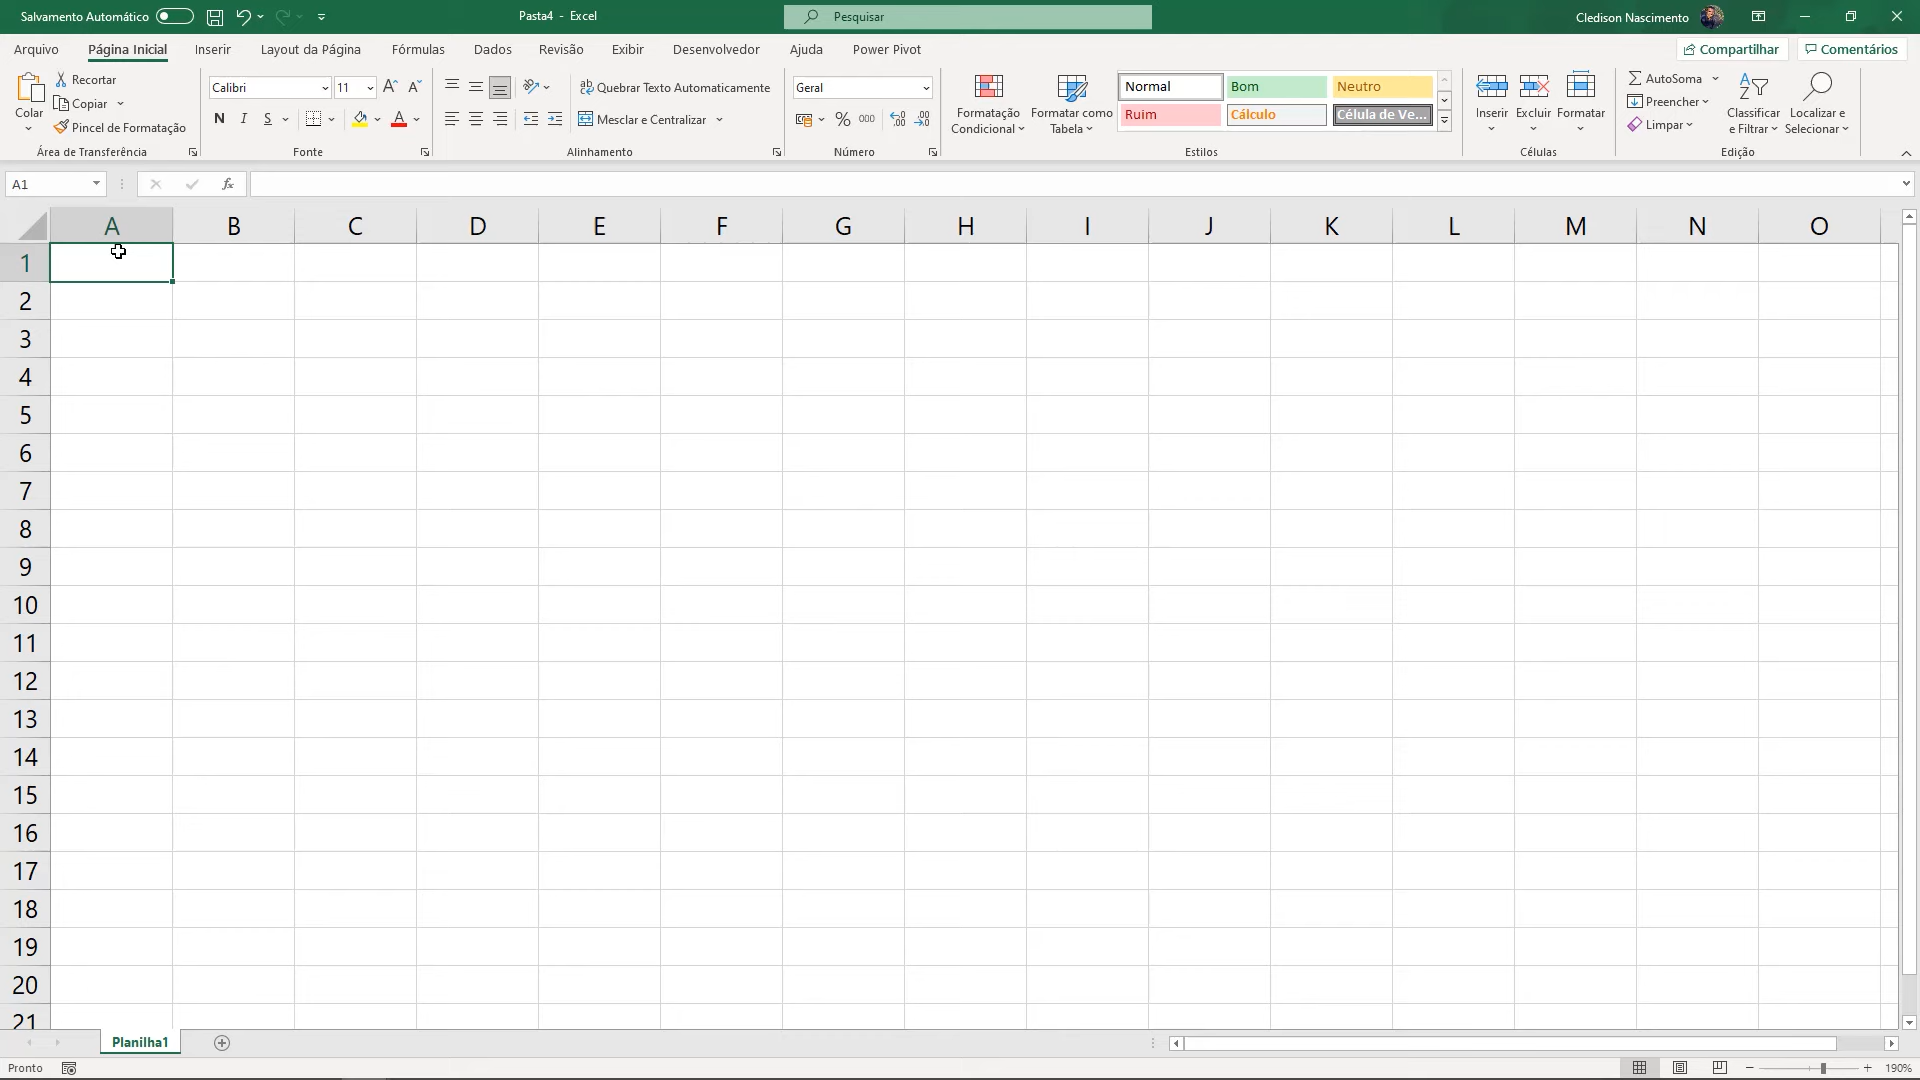 Salvamento Automático
Pasta4 - Excel
Pesquisar
Cledison Nascimento
Arquivo
Página Inicial
Inserir
Layout da Página
Fórmulas
Dados
Revisão
Exibir
Desenvolvedor
Ajuda
Power Pivot
Compartilhar
Comentários
Colar
Recortar
Copiar
Pincel de Formatação
Área de Transferência
Calibri
11
A
A
N
I
S
A
Fonte
ab
Quebrar Texto Automaticamente
Mesclar e Centralizar
Alinhamento
Geral
%
000
Número
Formatação
Condicional
Formatar como
Tabela
Normal
Bom
Neutro
Ruim
Cálculo
Célula de Ve...
Estilos
Inserir
Excluir
Formatar
Células
AutoSoma
Preencher
Limpar
Classificar
e Filtrar
Localizar e
Selecionar
Edição
A1
fx
A B C D E F G H I J K L M N O
1
2
3
4
5
6
7
8
9
10
11
12
13
14
15
16
17
18
19
20
21
Planilha1
Pronto
190%